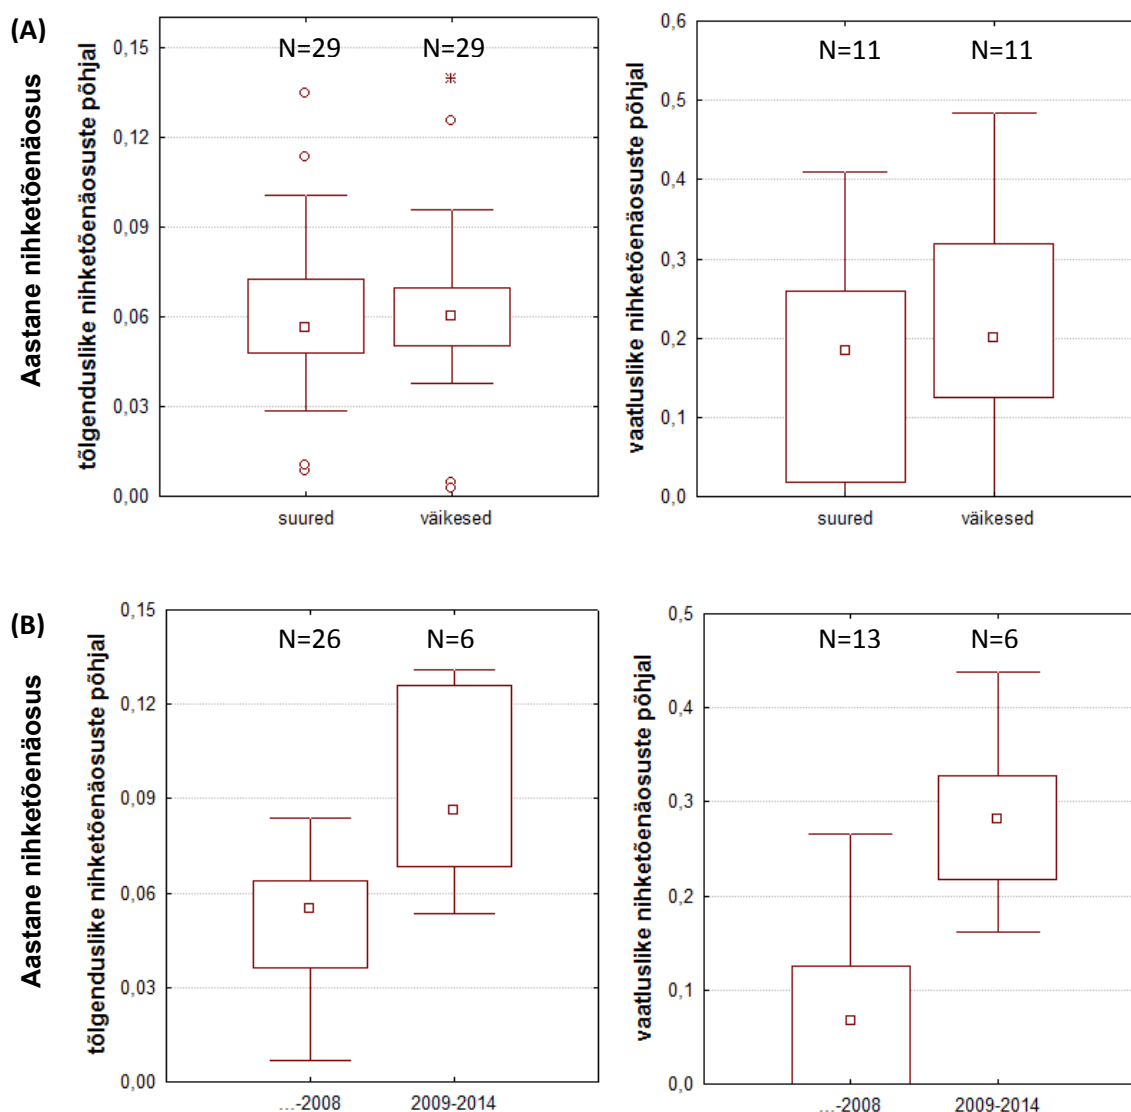 (A)
Aastane nihketõenäosus
tõlgenduslike nihketõenäosuste põhjal
0,15
0,12
0,09
0,06
0,03
0,00
N=29
N=29
suured
väikesed
vaatluslike nihketõenäosuste põhjal
0,6
0,5
0,4
0,3
0,2
0,1
0,0
N=11
N=11
suured
väikesed
(B)
Aastane nihketõenäosus
tõlgenduslike nihketõenäosuste põhjal
0,15
0,12
0,09
0,06
0,03
0,00
N=26
N=6
...-2008
2009-2014
vaatluslike nihketõenäosuste põhjal
0,5
0,4
0,3
0,2
0,1
0,0
N=13
N=6
...-2008
2009-2014